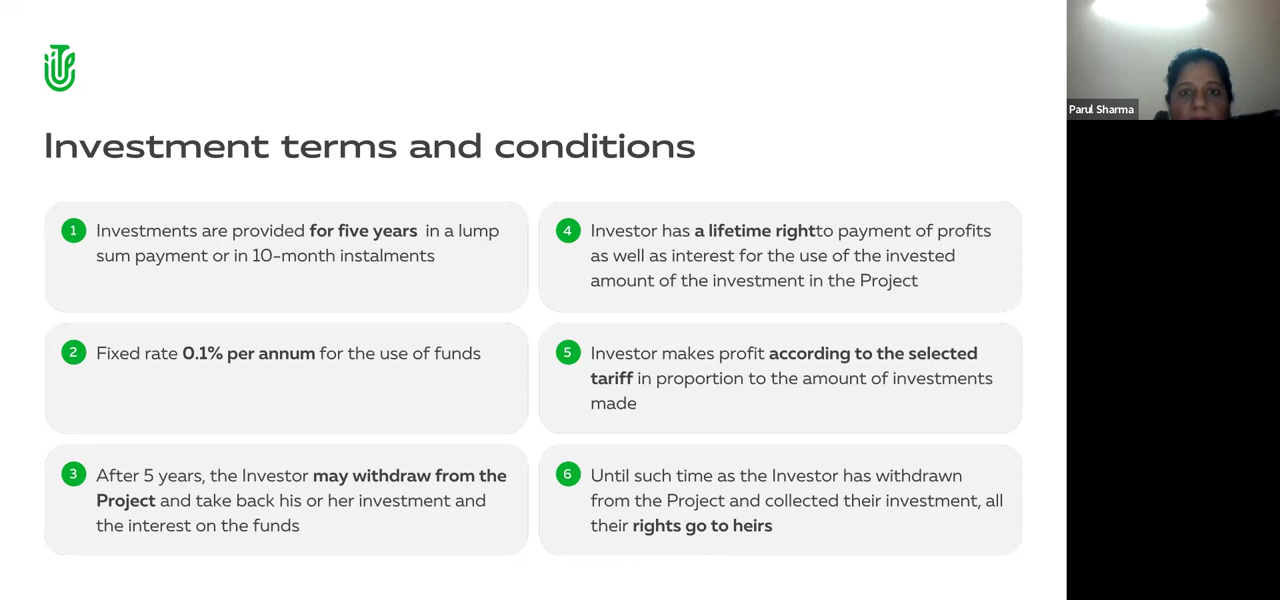 Investment terms and conditions
1
Investments are provided for five years in a lump
sum payment or in 10-month instalments
2
Fixed rate 0.1% per annum for the use of funds
3
After 5 years, the Investor may withdraw from the
Project and take back his or her investment and
the interest on the funds
4
Investor has a lifetime rightto payment of profits
as well as interest for the use of the invested
amount of the investment in the Project
5
Investor makes profit according to the selected
tariff in proportion to the amount of investments
made
6
Until such time as the Investor has withdrawn
from the Project and collected their investment, all
their rights go to heirs
Parul Sharma